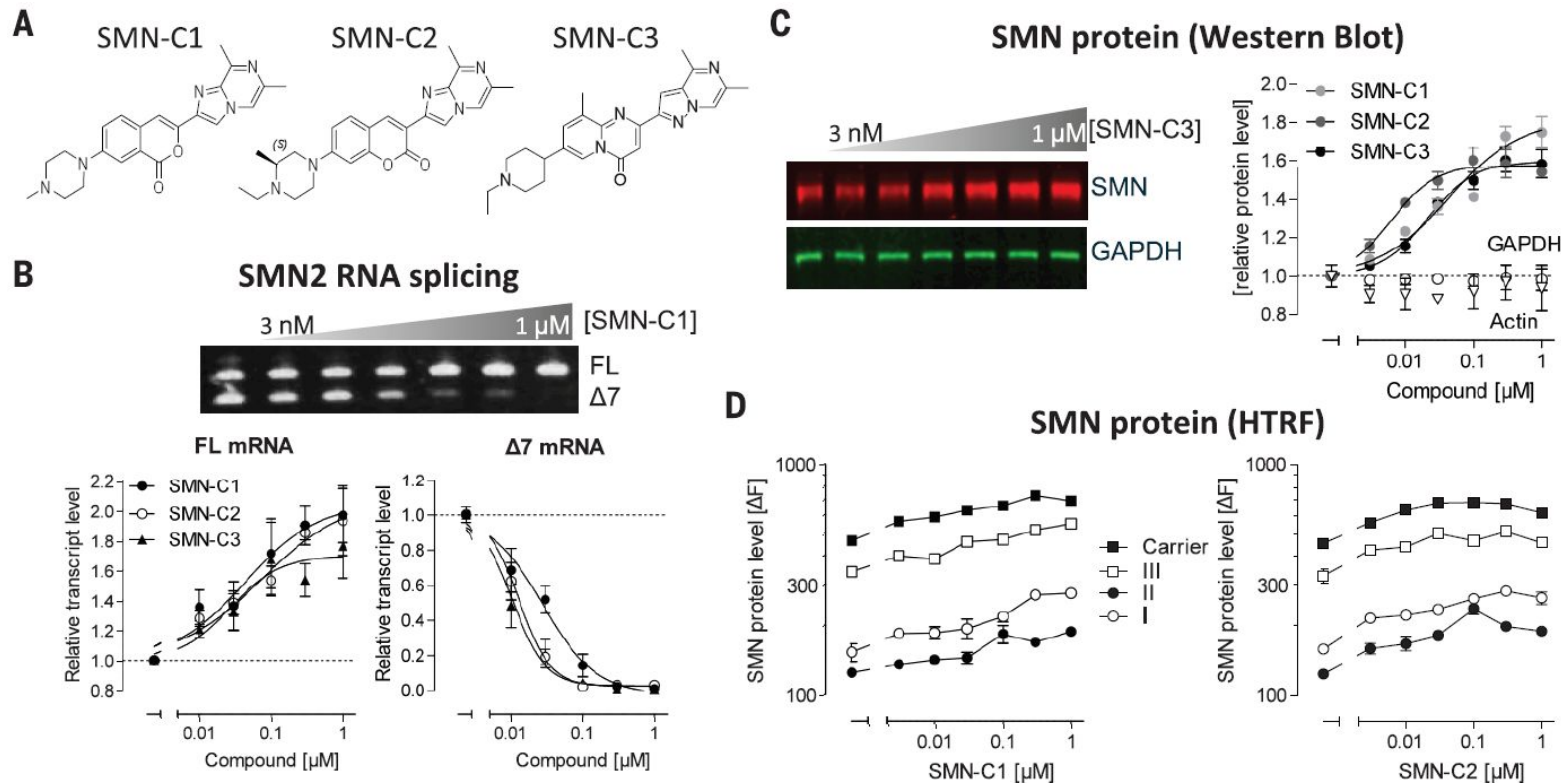 A
SMN-C1
SMN-C2
SMN-C3
N
N
N
N
N
O
O
N
N
N
N
N
(S)
O
O
N
N
N
N
N
N
N
O
B
SMN2 RNA splicing
3 nM
1 µM
[SMN-C1]
FL
Δ7
FL mRNA
Relative transcript level
2.2
2.0
1.8
1.6
1.4
1.2
1.0
0.8
SMN-C1
SMN-C2
SMN-C3
0.01
0.1
1
Compound [µM]
Δ7 mRNA
Relative transcript level
1.2
1.0
0.8
0.6
0.4
0.2
0.0
0.01
0.1
1
Compound [µM]
C
SMN protein (Western Blot)
3 nM
1 µM
[SMN-C3]
SMN
GAPDH
[relative protein level]
2.0
1.8
1.6
1.4
1.2
1.0
0.8
SMN-C1
SMN-C2
SMN-C3
GAPDH
Actin
0.01
0.1
1
Compound [µM]
D
SMN protein (HTRF)
SMN protein level [ΔF]
1000
300
100
0.01
0.1
1
SMN-C1 [µM]
Carrier
III
II
I
SMN protein level [ΔF]
1000
300
100
0.01
0.1
1
SMN-C2 [µM]